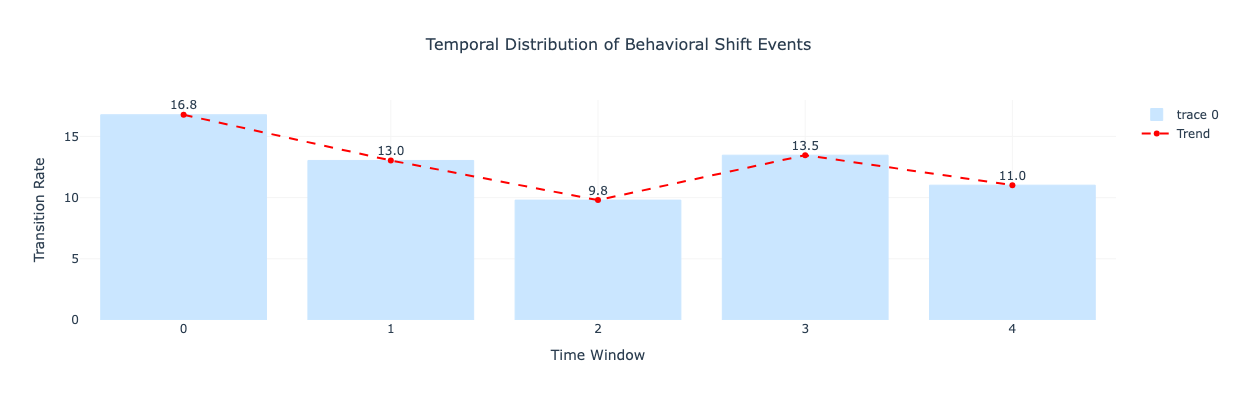 Temporal Distribution of Behavioral Shift Events
16.8
13.0
9.8
13.5
11.0
trace 0
Trend
Transition Rate
15
10
5
0
0 1 2 3 4
Time Window